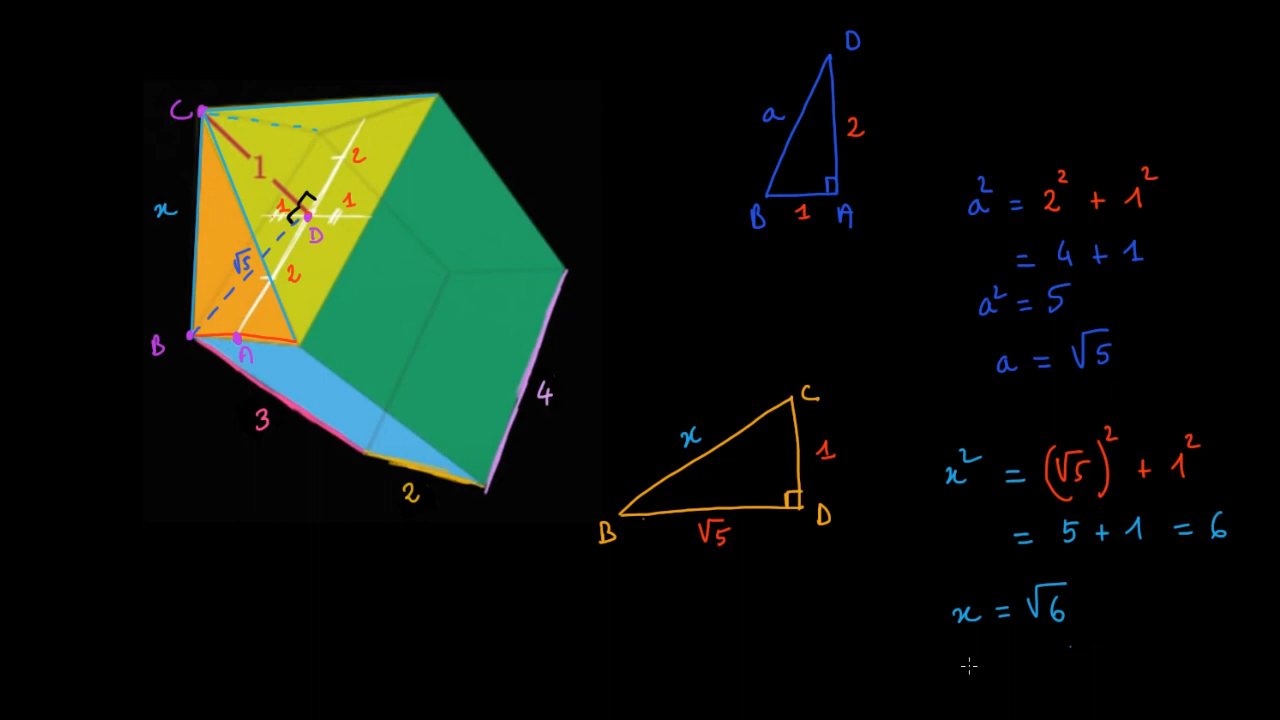 C
1
2
1
1
D
x
√5
2
B
A
3
4
2
D
a
2
B
1
A
a² = 2² + 1²
= 4 + 1
a² = 5
a = √5
C
x
1
B
√5
D
x² = (√5)² + 1²
= 5 + 1 = 6
x = √6